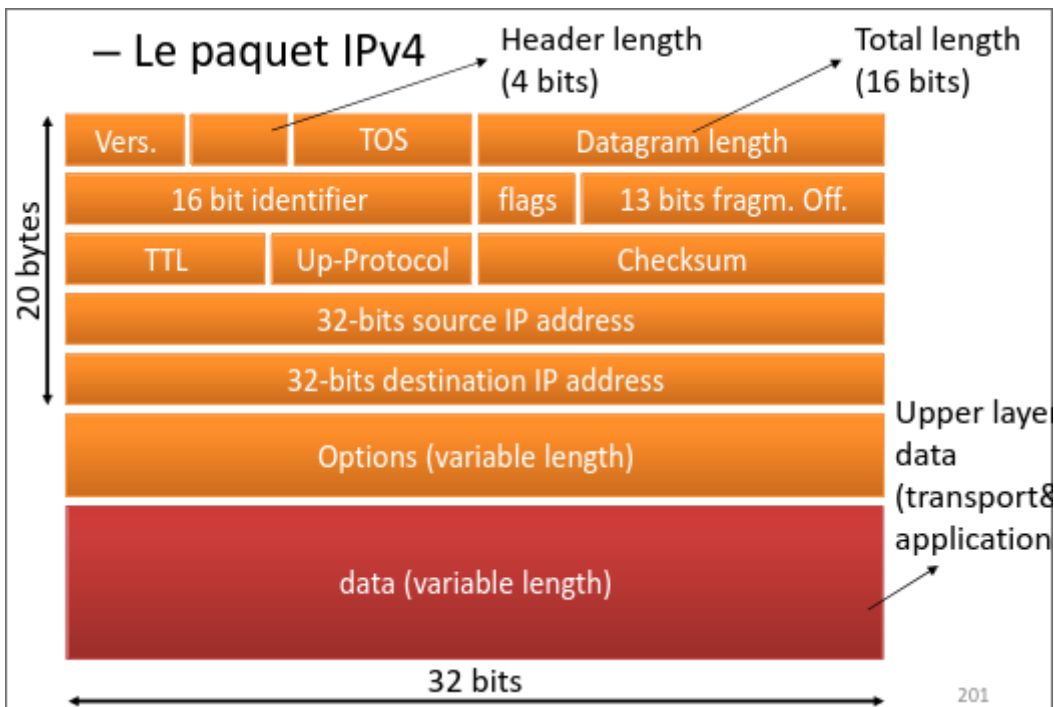 – Le paquet IPv4
Header length
(4 bits)
Total length
(16 bits)
Vers.
TOS
Datagram length
16 bit identifier
flags
13 bits fragm. Off.
TTL
Up-Protocol
Checksum
32-bits source IP address
32-bits destination IP address
20 bytes
Options (variable length)
Upper layer
data
(transport&
application
data (variable length)
32 bits
201